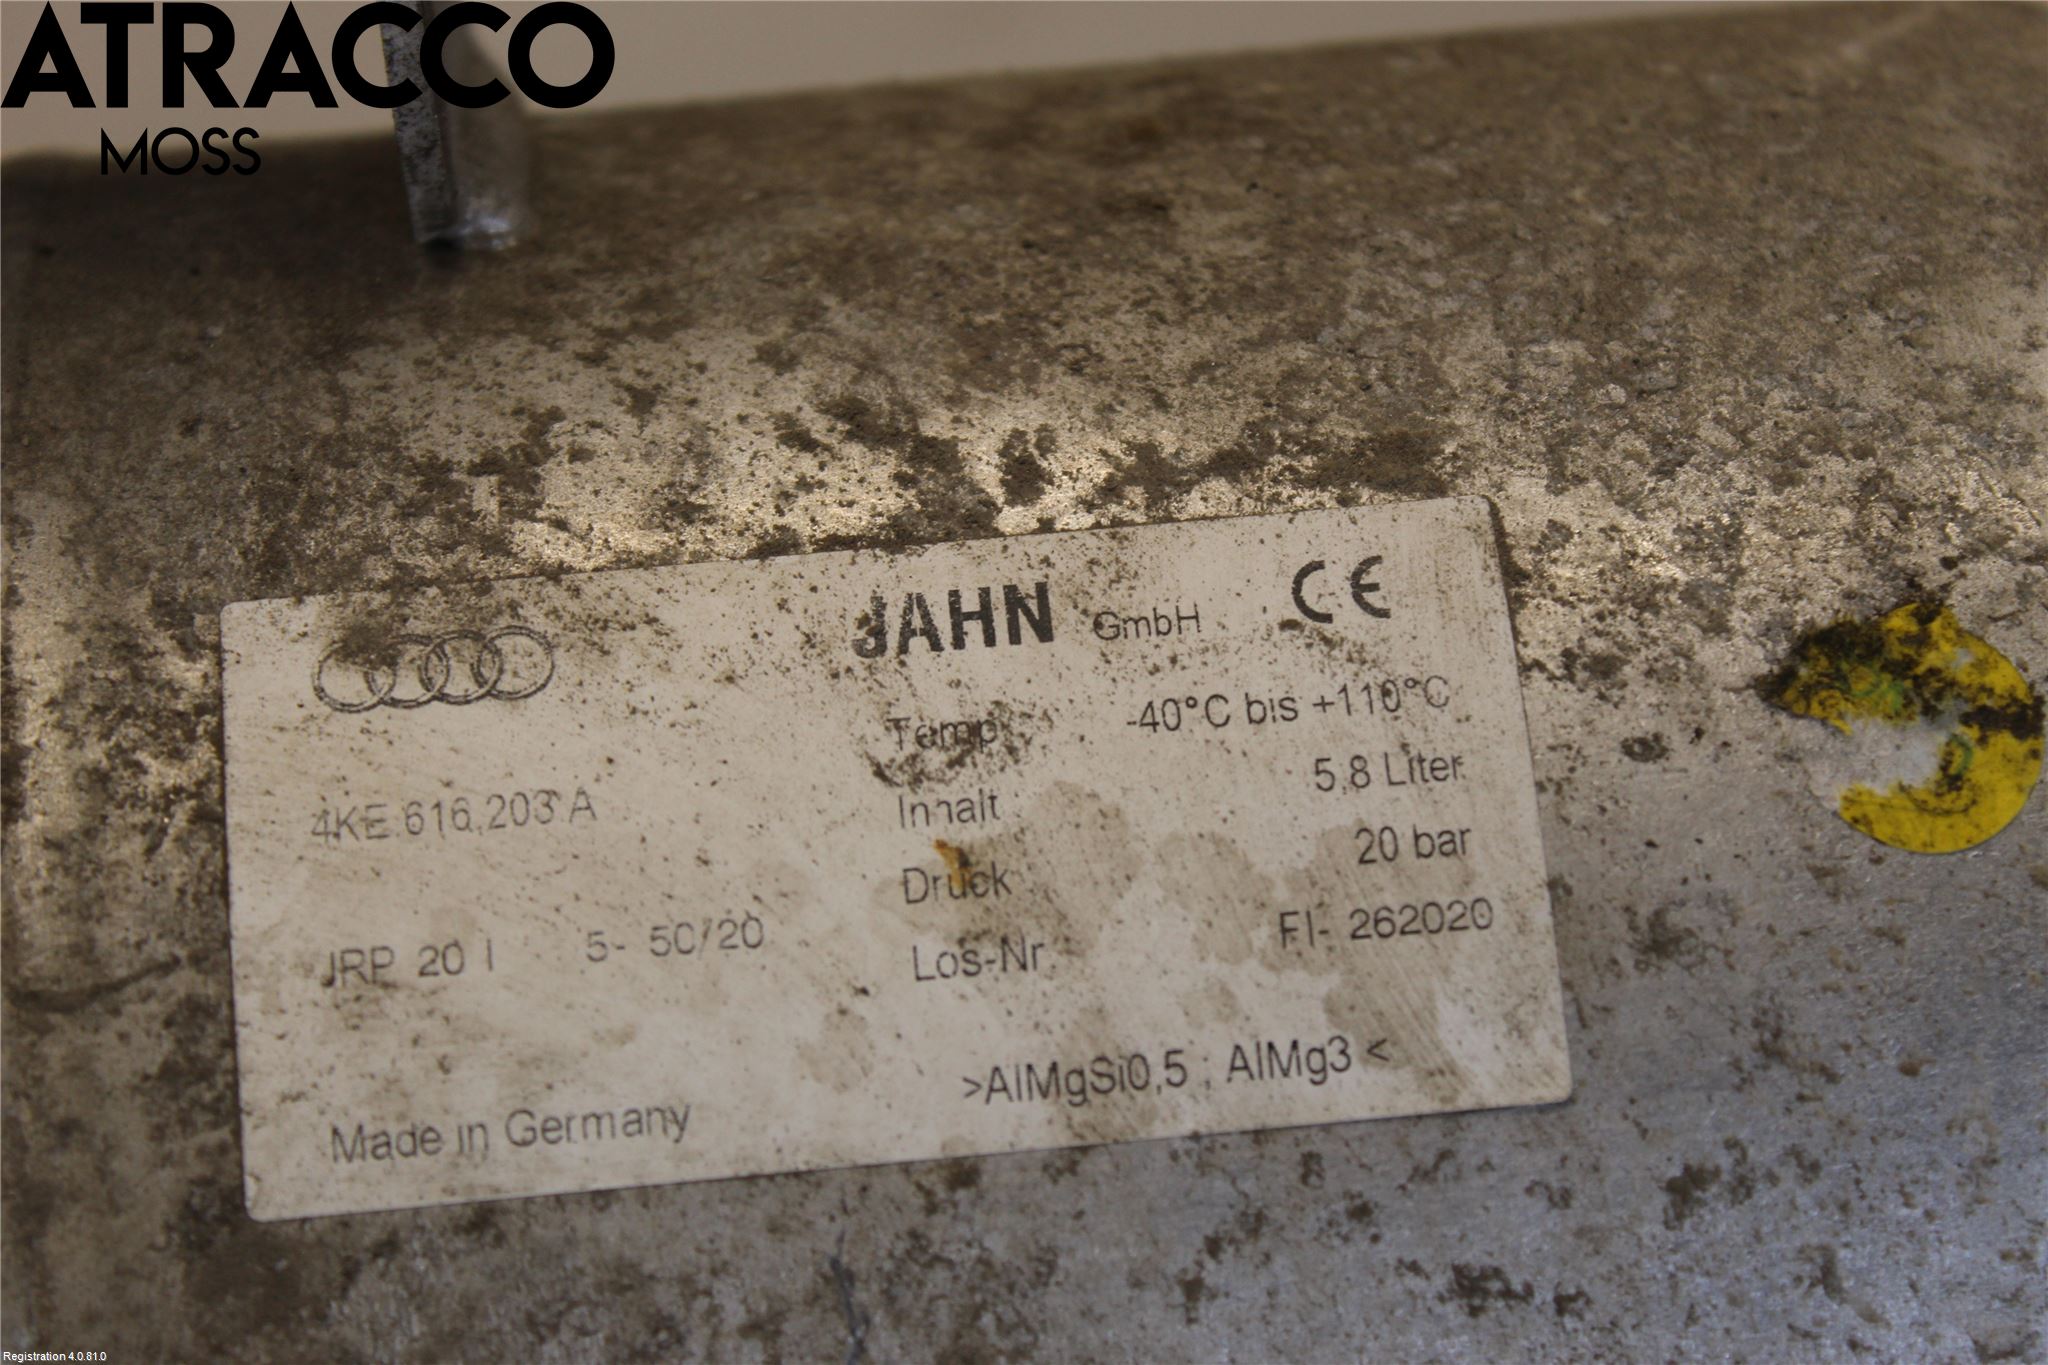 ATRACCO
MOSS
JAHN GmbH CE
Temp -40°C bis +110°C
4KE.616.203 A
Inhalt 5,8 Liter
Druck 20 bar
JRP 20 I 5- 50/20
Los-Nr FI- 262020
>AlMgSi0,5 ; AlMg3 <
Made in Germany
Registration 4.0.81.0